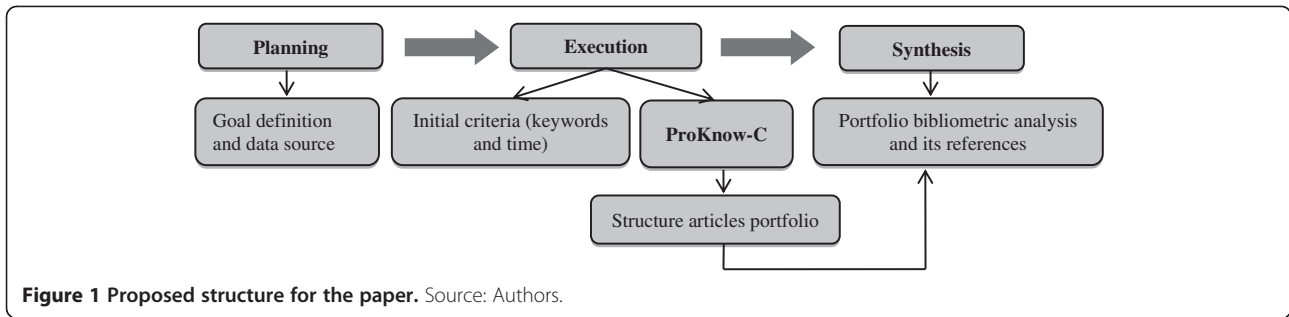 Planning
Execution
Synthesis
Goal definition
and data source
Initial criteria (keywords
and time)
ProKnow-C
Portfolio bibliometric analysis
and its references
Structure articles portfolio
Figure 1 Proposed structure for the paper. Source: Authors.